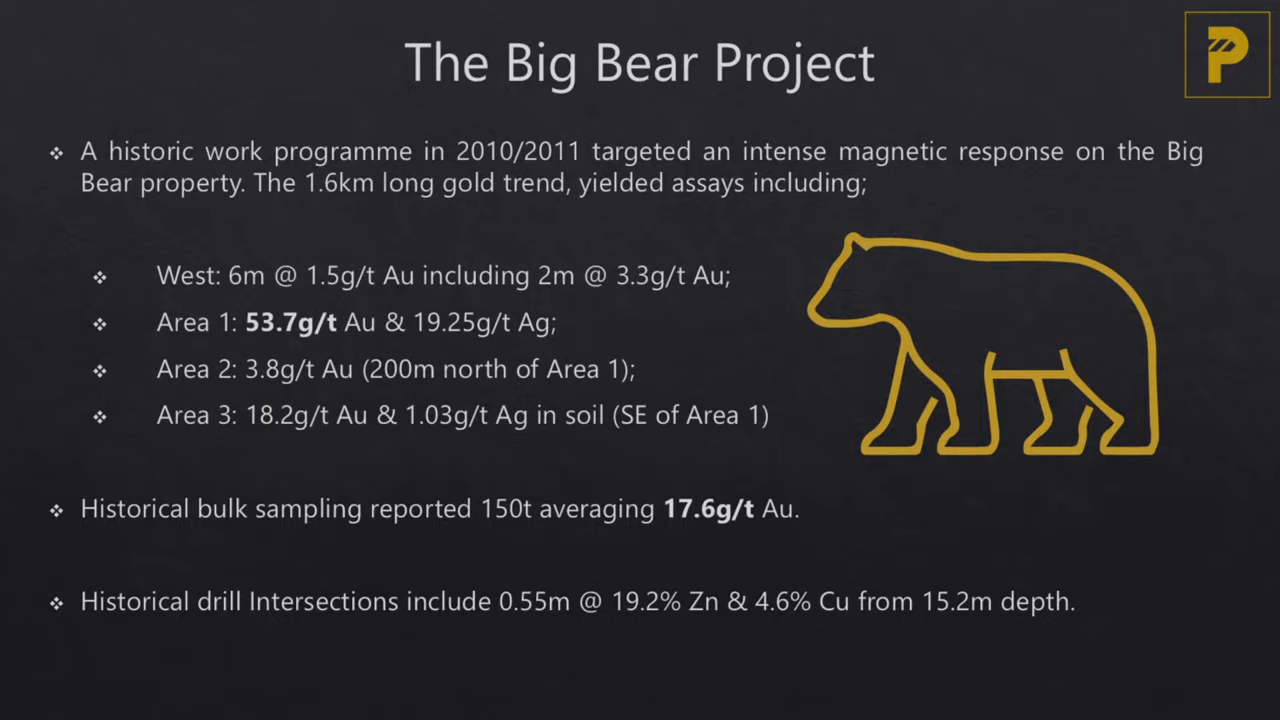 P
The Big Bear Project
❖ A historic work programme in 2010/2011 targeted an intense magnetic response on the Big
Bear property. The 1.6km long gold trend, yielded assays including;
❖ West: 6m @ 1.5g/t Au including 2m @ 3.3g/t Au;
❖ Area 1: 53.7g/t Au & 19.25g/t Ag;
❖ Area 2: 3.8g/t Au (200m north of Area 1);
❖ Area 3: 18.2g/t Au & 1.03g/t Ag in soil (SE of Area 1)
❖ Historical bulk sampling reported 150t averaging 17.6g/t Au.
❖ Historical drill Intersections include 0.55m @ 19.2% Zn & 4.6% Cu from 15.2m depth.